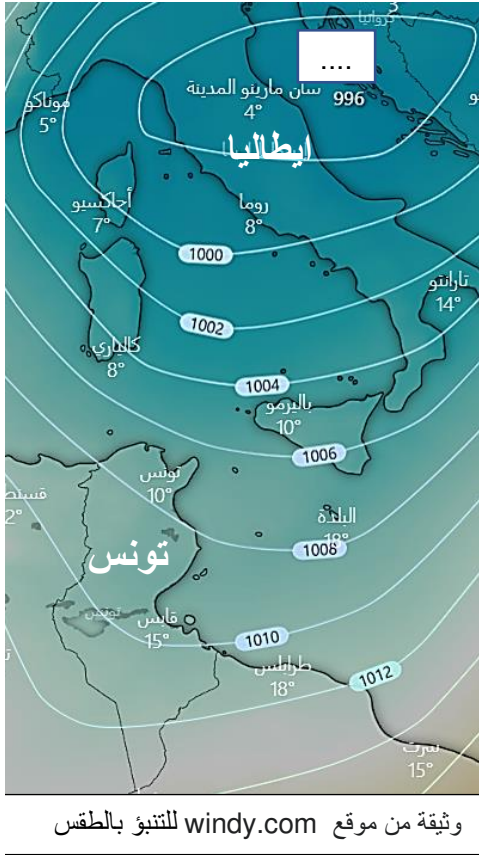 كرواتيا
....
سان مارينو المدينة
4°
996
موناكو
5°
ايطاليا
أجاكسيو
7°
روما
8°
1000
تارانتو
14°
1002
كالياري
8°
1004
باليرمو
10°
1006
تونس
10°
البلدة
18°
1008
تونس
تونس
قابس
15°
1010
طرابلس
18°
1012
سرت
15°
وثيقة من موقع windy.com للتنبؤ بالطقس